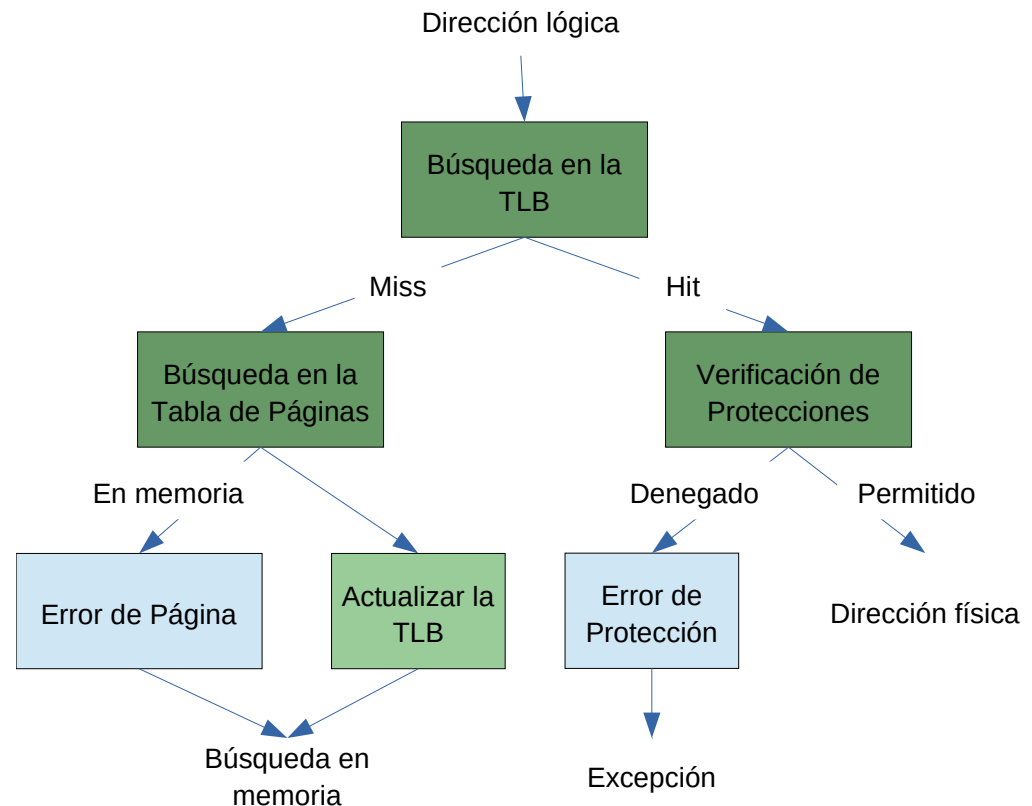 Dirección lógica
Búsqueda en la
TLB
Miss
Hit
Búsqueda en la
Tabla de Páginas
Verificación de
Protecciones
En memoria
Denegado
Permitido
Error de Página
Actualizar la
TLB
Error de
Protección
Dirección física
Búsqueda en
memoria
Excepción